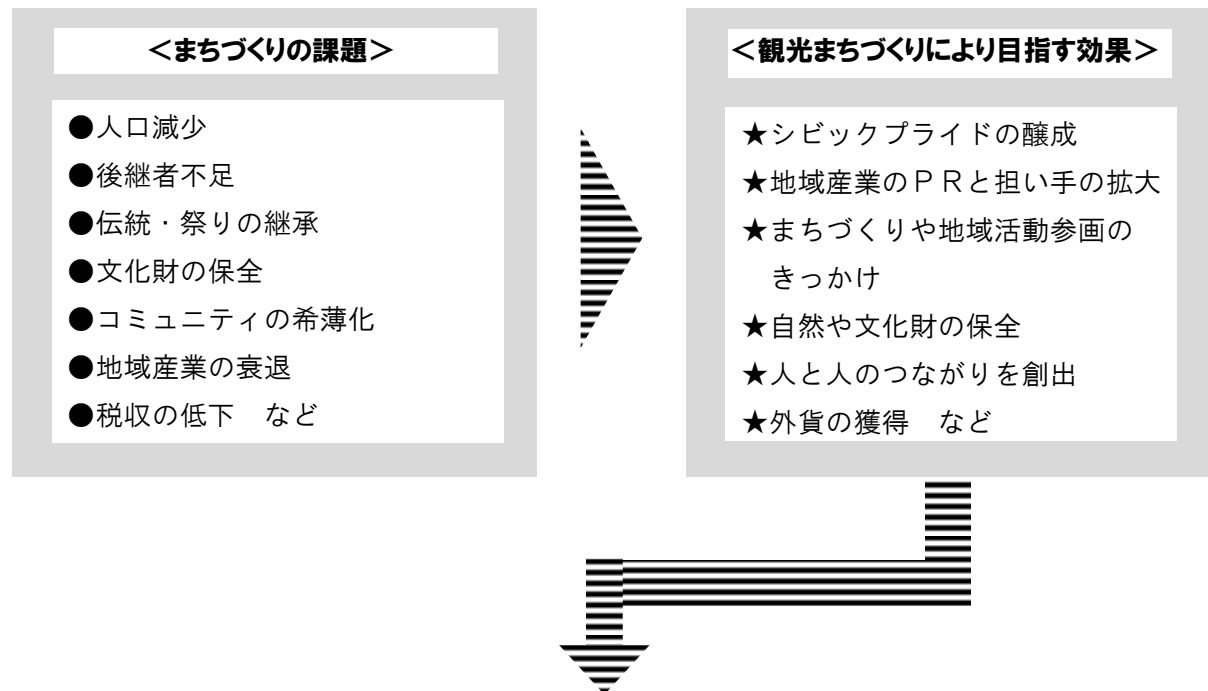 ＜まちづくりの課題＞
●人口減少
●後継者不足
●伝統・祭りの継承
●文化財の保全
●コミュニティの希薄化
●地域産業の衰退
●税収の低下　など
＜観光まちづくりにより目指す効果＞
★シビックプライドの醸成
★地域産業のＰＲと担い手の拡大
★まちづくりや地域活動参画の
きっかけ
★自然や文化財の保全
★人と人のつながりを創出
★外貨の獲得　など